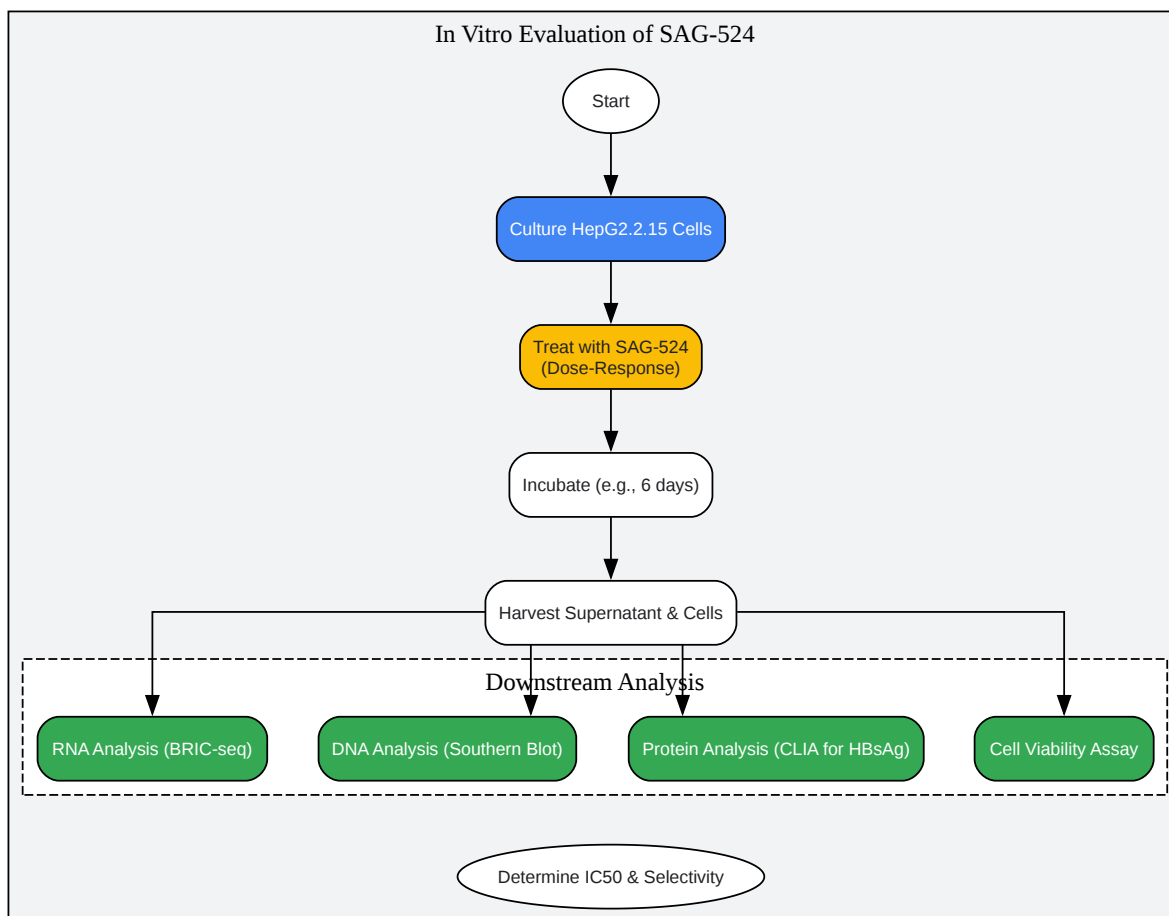 In Vitro Evaluation of SAG-524
Start
Culture HepG2.2.15 Cells
Treat with SAG-524
(Dose-Response)
Incubate (e.g., 6 days)
Harvest Supernatant & Cells
Downstream Analysis
RNA Analysis (BRIC-seq)
DNA Analysis (Southern Blot)
Protein Analysis (CLIA for HBsAg)
Cell Viability Assay
Determine IC50 & Selectivity